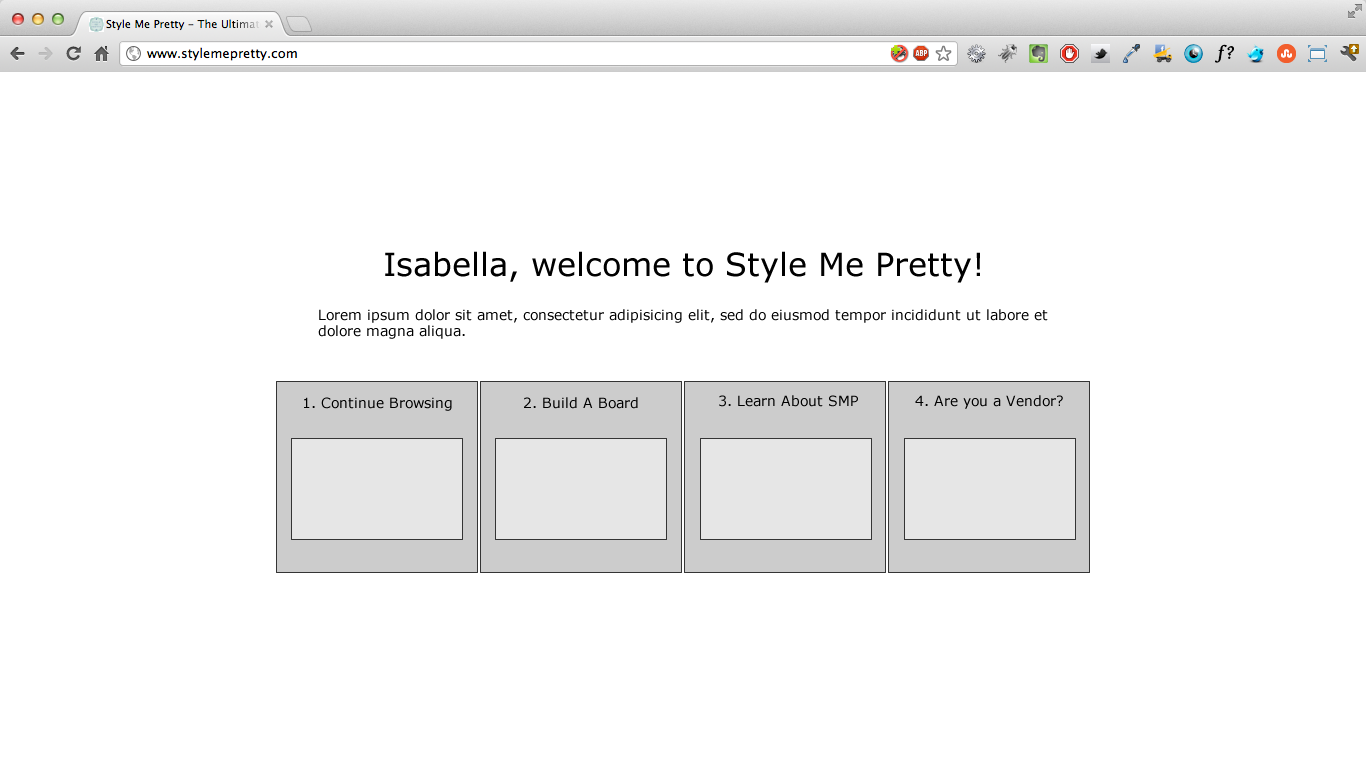 Style Me Pretty – The Ultimat
www.stylemepretty.com
ABP
f?
Isabella, welcome to Style Me Pretty!
Lorem ipsum dolor sit amet, consectetur adipisicing elit, sed do eiusmod tempor incididunt ut labore et
dolore magna aliqua.
1. Continue Browsing
2. Build A Board
3. Learn About SMP
4. Are you a Vendor?